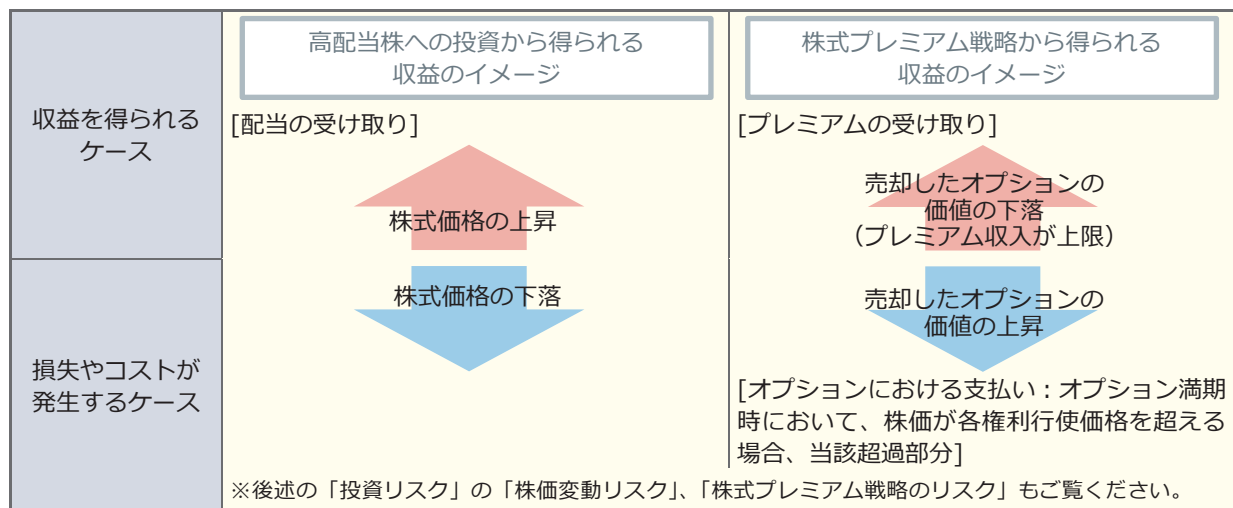 高配当株への投資から得られる
収益のイメージ
株式プレミアム戦略から得られる
収益のイメージ
収益を得られる
ケース
[配当の受け取り]
株式価格の上昇
[プレミアムの受け取り]
売却したオプションの
価値の下落
（プレミアム収入が上限）
損失やコストが
発生するケース
株式価格の下落
売却したオプションの
価値の上昇
[オプションにおける支払い：オプション満期
時において、株価が各権利行使価格を超える
場合、当該超過部分]
※後述の「投資リスク」の「株価変動リスク」、「株式プレミアム戦略のリスク」もご覧ください。